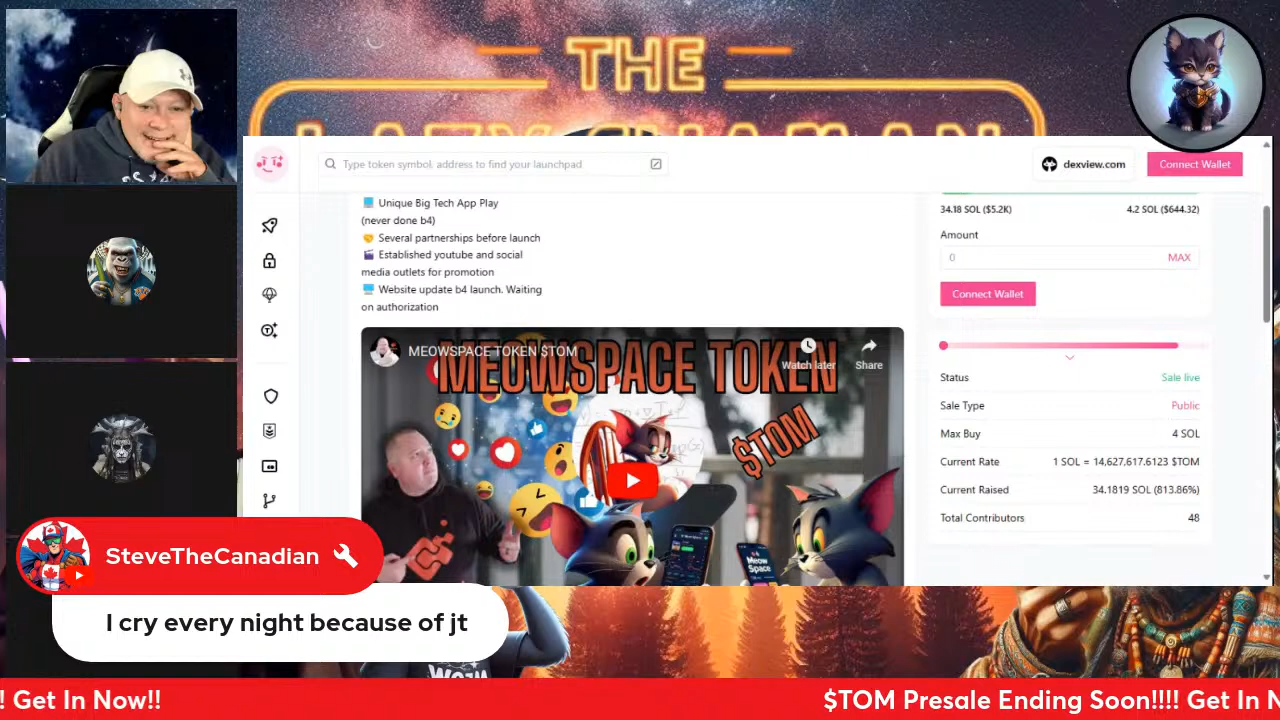 THE
Type token symbol, address to find your launchpad
dexview.com
Connect Wallet
Unique Big Tech App Play
(never done b4)
Several partnerships before launch
Established youtube and social
media outlets for promotion
Website update b4 launch. Waiting
on authorization
34.18 SOL ($5.2K)
4.2 SOL ($644.32)
Amount
0
MAX
Connect Wallet
MEOWSPACE TOKEN $TOM
Watch later
Share
MEOWSPACE TOKEN
$TOM
Meow
Space
Status
Sale live
Sale Type
Public
Max Buy
4 SOL
Current Rate
1 SOL = 14,627,617.6123 $TOM
Current Raised
34.1819 SOL (813.86%)
Total Contributors
48
SteveTheCanadian
I cry every night because of jt
! Get In Now!!
$TOM Presale Ending Soon!!!! Get In